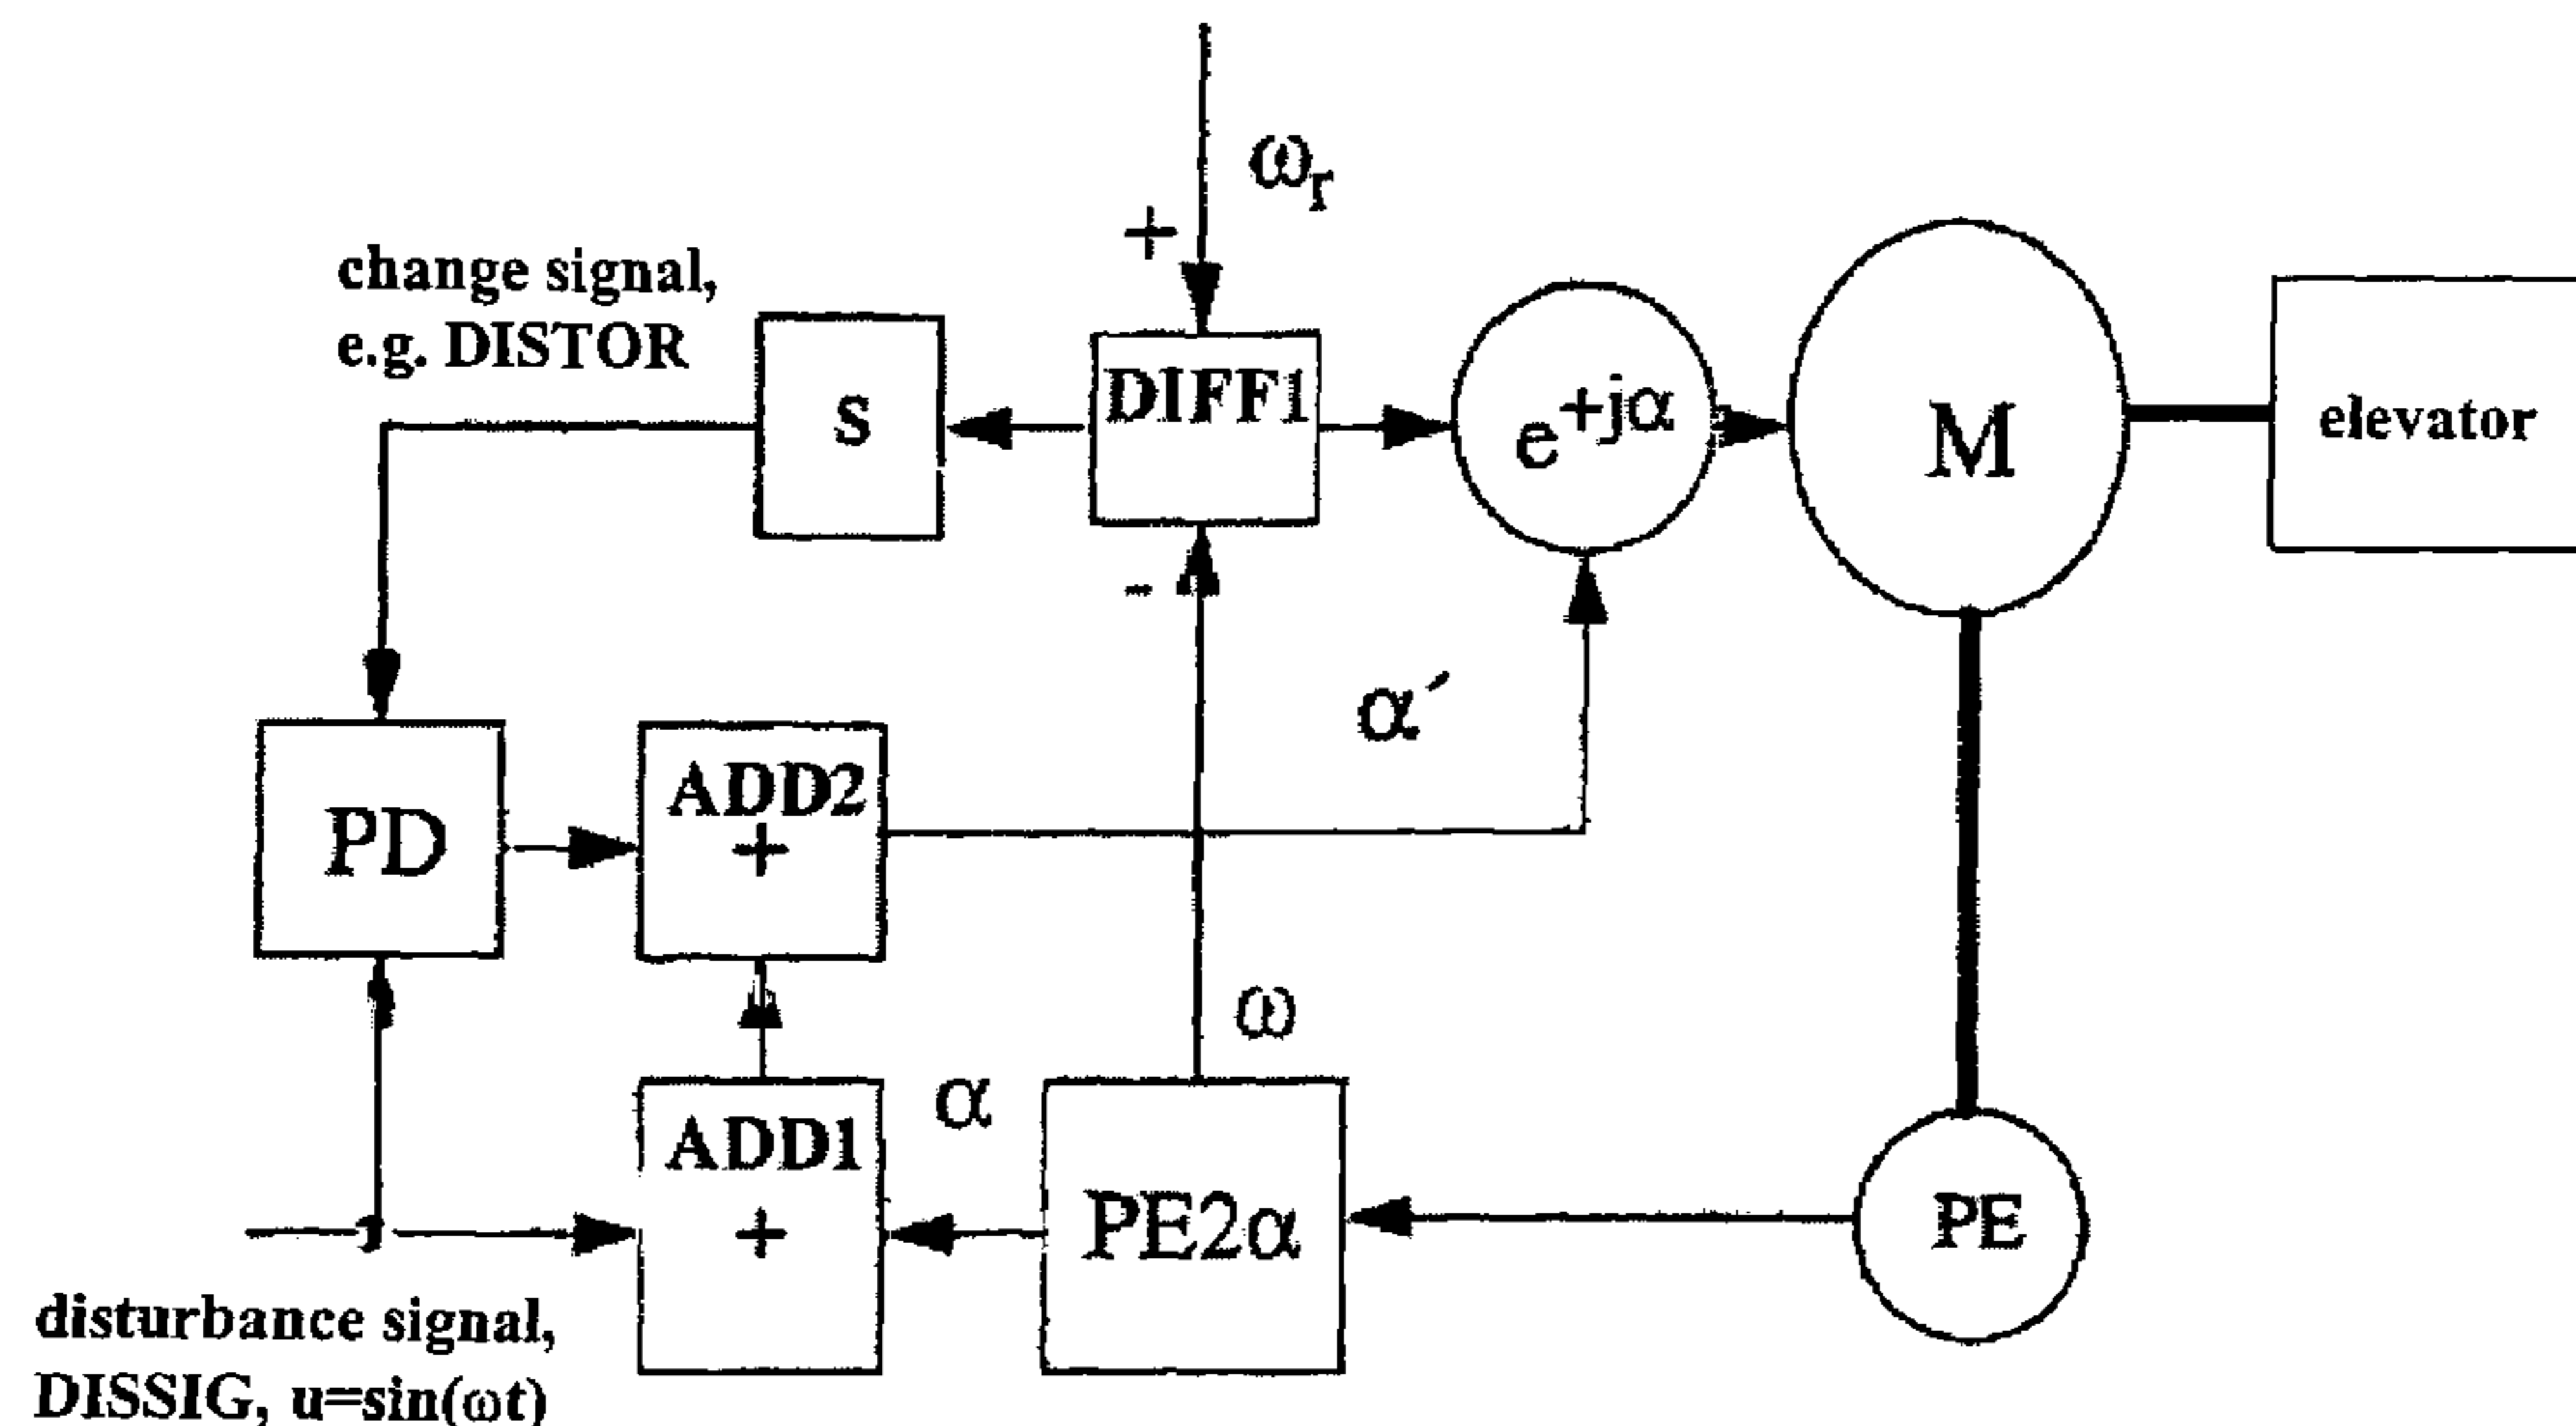 ωr
+
change signal,
e.g. DISTOR
S
DIFF1
e+jα
M
elevator
-
α´
PD
ADD2
+
ω
α
ADD1
+
PE2α
PE
disturbance signal,
DISSIG, u=sin(ωt)